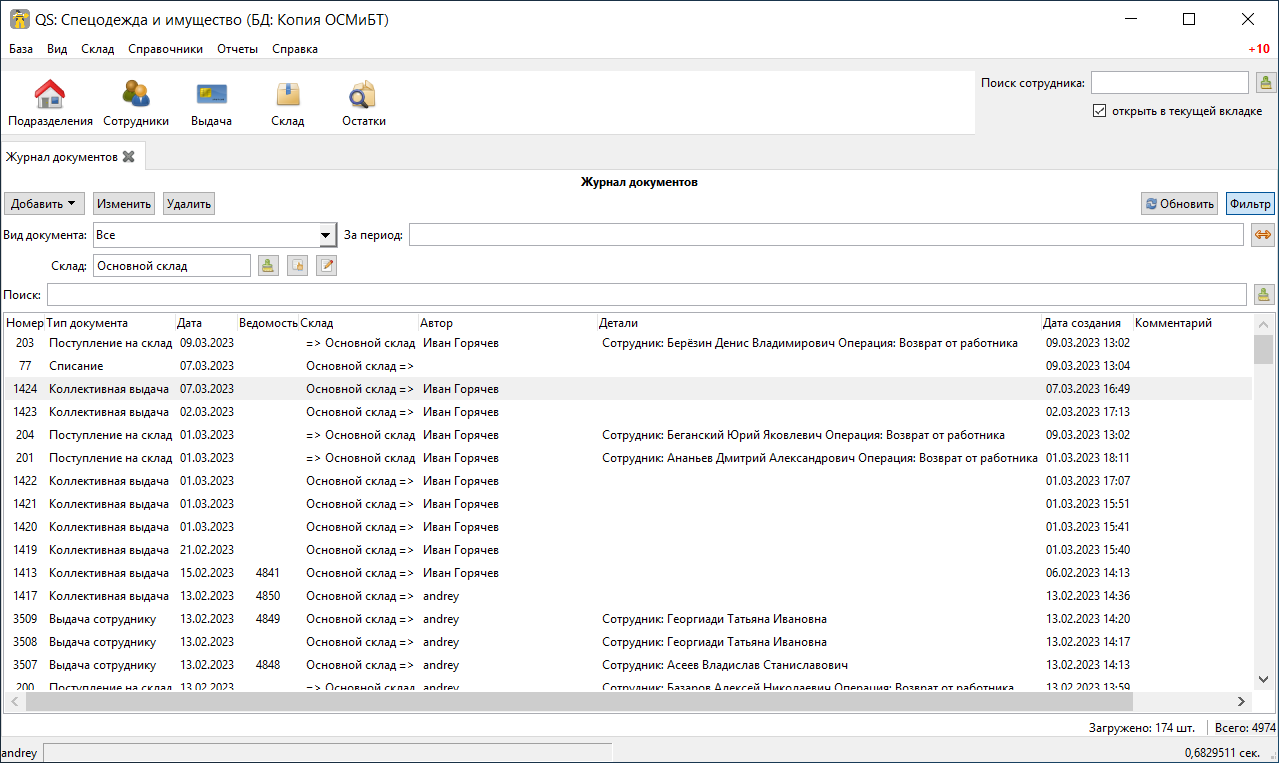 QS: Спецодежда и имущество (БД: Копия ОСМиБТ)
База Вид Склад Справочники Отчеты Справка +10
Подразделения Сотрудники Выдача Склад Остатки
Поиск сотрудника:
открыть в текущей вкладке
Журнал документов
Журнал документов
Добавить Изменить Удалить Обновить Фильтр
Вид документа: Все За период:
Склад: Основной склад
Поиск:
Номер Тип документа Дата Ведомость Склад Автор Детали Дата создания Комментарий
203 Поступление на склад 09.03.2023 => Основной склад Иван Горячев Сотрудник: Берёзин Денис Владимирович Операция: Возврат от работника 09.03.2023 13:02
77 Списание 07.03.2023 Основной склад => 09.03.2023 13:04
1424 Коллективная выдача 07.03.2023 Основной склад => Иван Горячев 07.03.2023 16:49
1423 Коллективная выдача 02.03.2023 Основной склад => Иван Горячев 02.03.2023 17:13
204 Поступление на склад 01.03.2023 => Основной склад Иван Горячев Сотрудник: Беганский Юрий Яковлевич Операция: Возврат от работника 09.03.2023 13:02
201 Поступление на склад 01.03.2023 => Основной склад Иван Горячев Сотрудник: Ананьев Дмитрий Александрович Операция: Возврат от работника 01.03.2023 18:11
1422 Коллективная выдача 01.03.2023 Основной склад => Иван Горячев 01.03.2023 17:07
1421 Коллективная выдача 01.03.2023 Основной склад => Иван Горячев 01.03.2023 15:51
1420 Коллективная выдача 01.03.2023 Основной склад => Иван Горячев 01.03.2023 15:41
1419 Коллективная выдача 21.02.2023 Основной склад => Иван Горячев 01.03.2023 15:40
1413 Коллективная выдача 15.02.2023 4841 Основной склад => Иван Горячев 06.02.2023 14:13
1417 Коллективная выдача 13.02.2023 4850 Основной склад => andrey 13.02.2023 14:36
3509 Выдача сотруднику 13.02.2023 4849 Основной склад => andrey Сотрудник: Георгиади Татьяна Ивановна 13.02.2023 14:20
3508 Выдача сотруднику 13.02.2023 Основной склад => andrey Сотрудник: Георгиади Татьяна Ивановна 13.02.2023 14:17
3507 Выдача сотруднику 13.02.2023 4848 Основной склад => andrey Сотрудник: Асеев Владислав Станиславович 13.02.2023 14:13
200 Поступление на склад 13.02.2023 => Основной склад andrey Сотрудник: Базаров Алексей Николаевич Операция: Возврат от работника 13.02.2023 13:59
Загружено: 174 шт. Всего: 4974
andrey 0,6829511 сек.